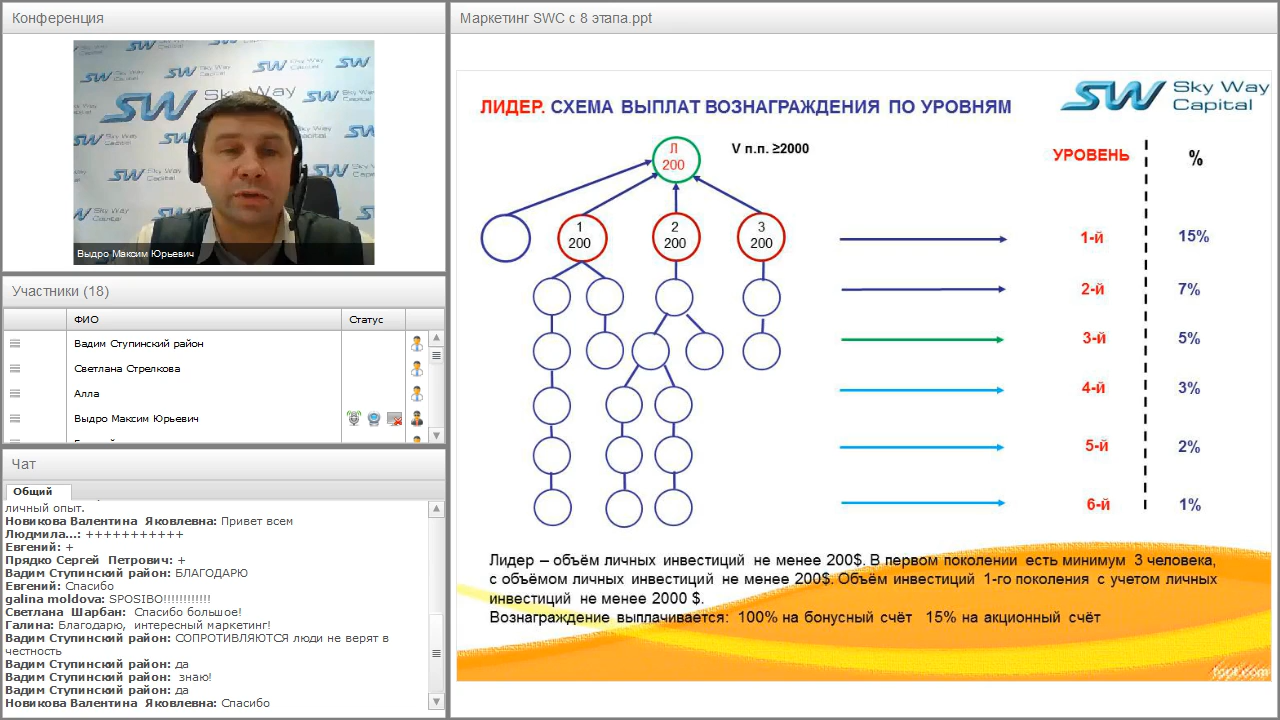 Конференция
SW Sky Way Capital
Выдро Максим Юрьевич
Участники (18)
ФИО
Статус
Вадим Ступинский район
Светлана Стрелкова
Алла
Выдро Максим Юрьевич
Чат
Общий
личный опыт.
Новикова Валентина Яковлевна: Привет всем
Людмила...: +++++++++++
Евгений: +
Прядко Сергей Петрович: +
Вадим Ступинский район: БЛАГОДАРЮ
Евгений: Спасибо
galina moldova: SPOSIBO!!!!!!!!!!!!
Светлана Шарбан: Спасибо большое!
Галина: Благодарю, интересный маркетинг!
Вадим Ступинский район: СОПРОТИВЛЯЮТСЯ люди не верят в
честность
Вадим Ступинский район: да
Вадим Ступинский район: знаю!
Вадим Ступинский район: да
Новикова Валентина Яковлевна: Спасибо
Маркетинг SWC с 8 этапа.ppt
SW Sky Way
Capital
ЛИДЕР. СХЕМА ВЫПЛАТ ВОЗНАГРАЖДЕНИЯ ПО УРОВНЯМ
Л
200
V п.п. ≥2000
УРОВЕНЬ
%
1
200
2
200
3
200
1-й 15%
2-й 7%
3-й 5%
4-й 3%
5-й 2%
6-й 1%
Лидер – объём личных инвестиций не менее 200$. В первом поколении есть минимум 3 человека,
с объёмом личных инвестиций не менее 200$. Объём инвестиций 1-го поколения с учетом личных
инвестиций не менее 2000 $.
Вознаграждение выплачивается: 100% на бонусный счёт 15% на акционный счёт
fppt.com